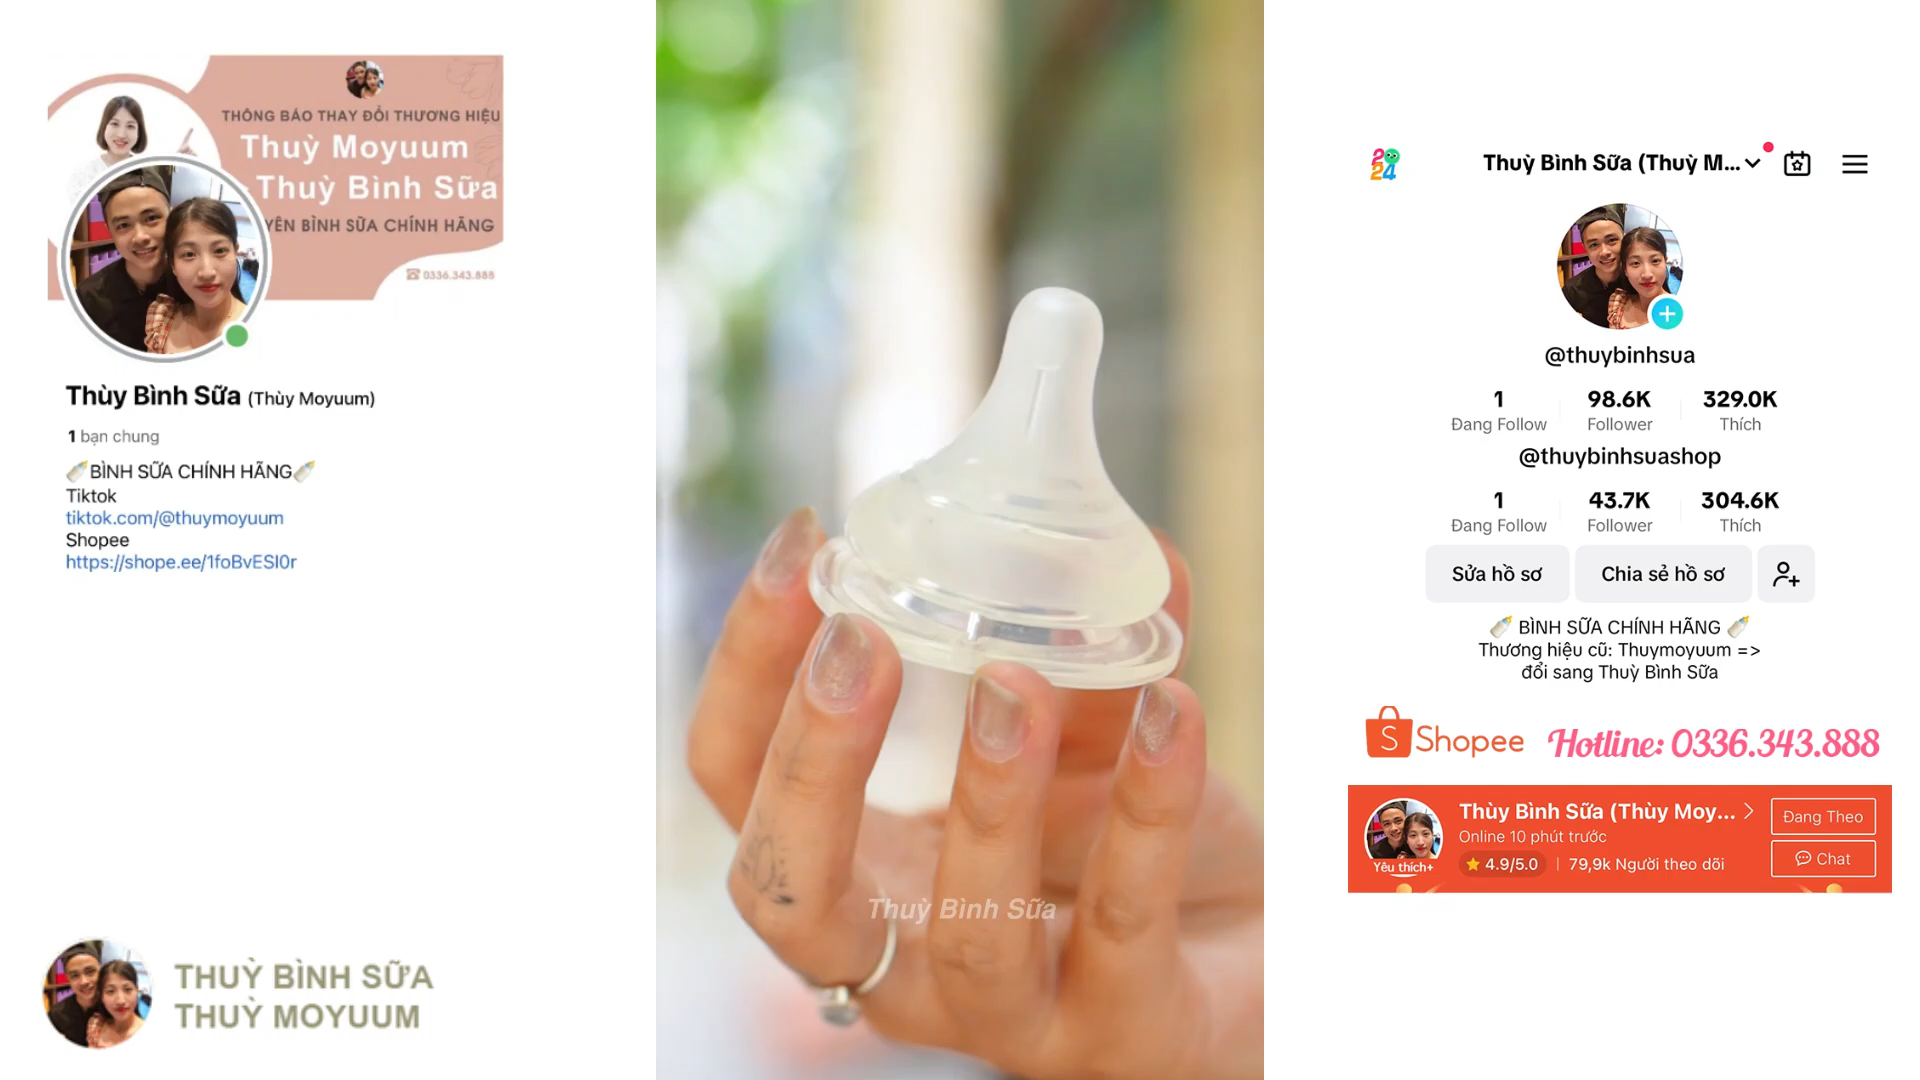 THÔNG BÁO THAY ĐỔI THƯƠNG HIỆU
Thuỳ Moyuum
Thuỳ Bình Sữa
YÊN BÌNH SỮA CHÍNH HÃNG
0336.343.888
Thùy Bình Sữa (Thùy Moyuum)
1 bạn chung
BÌNH SỮA CHÍNH HÃNG
Tiktok
tiktok.com/@thuymoyuum
Shopee
https://shope.ee/1foBvESI0r
THUỲ BÌNH SỮA
THUỲ MOYUUM
Thuỳ Bình Sữa
2024
Thuỳ Bình Sữa (Thuỳ M...
@thuybinhsua
1 98.6K 329.0K
Đang Follow Follower Thích
@thuybinhsuashop
1 43.7K 304.6K
Đang Follow Follower Thích
Sửa hồ sơ Chia sẻ hồ sơ
BÌNH SỮA CHÍNH HÃNG
Thương hiệu cũ: Thuymoyuum =>
đổi sang Thuỳ Bình Sữa
Shopee Hotline: 0336.343.888
Thùy Bình Sữa (Thùy Moy... Đang Theo
Online 10 phút trước
Yêu thích+ 4.9/5.0 79,9k Người theo dõi Chat